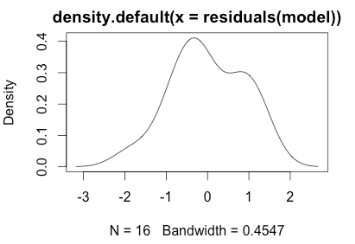 density.default(x = residuals(model))
Density
0.0 0.1 0.2 0.3 0.4
-3 -2 -1 0 1 2
N = 16 Bandwidth = 0.4547